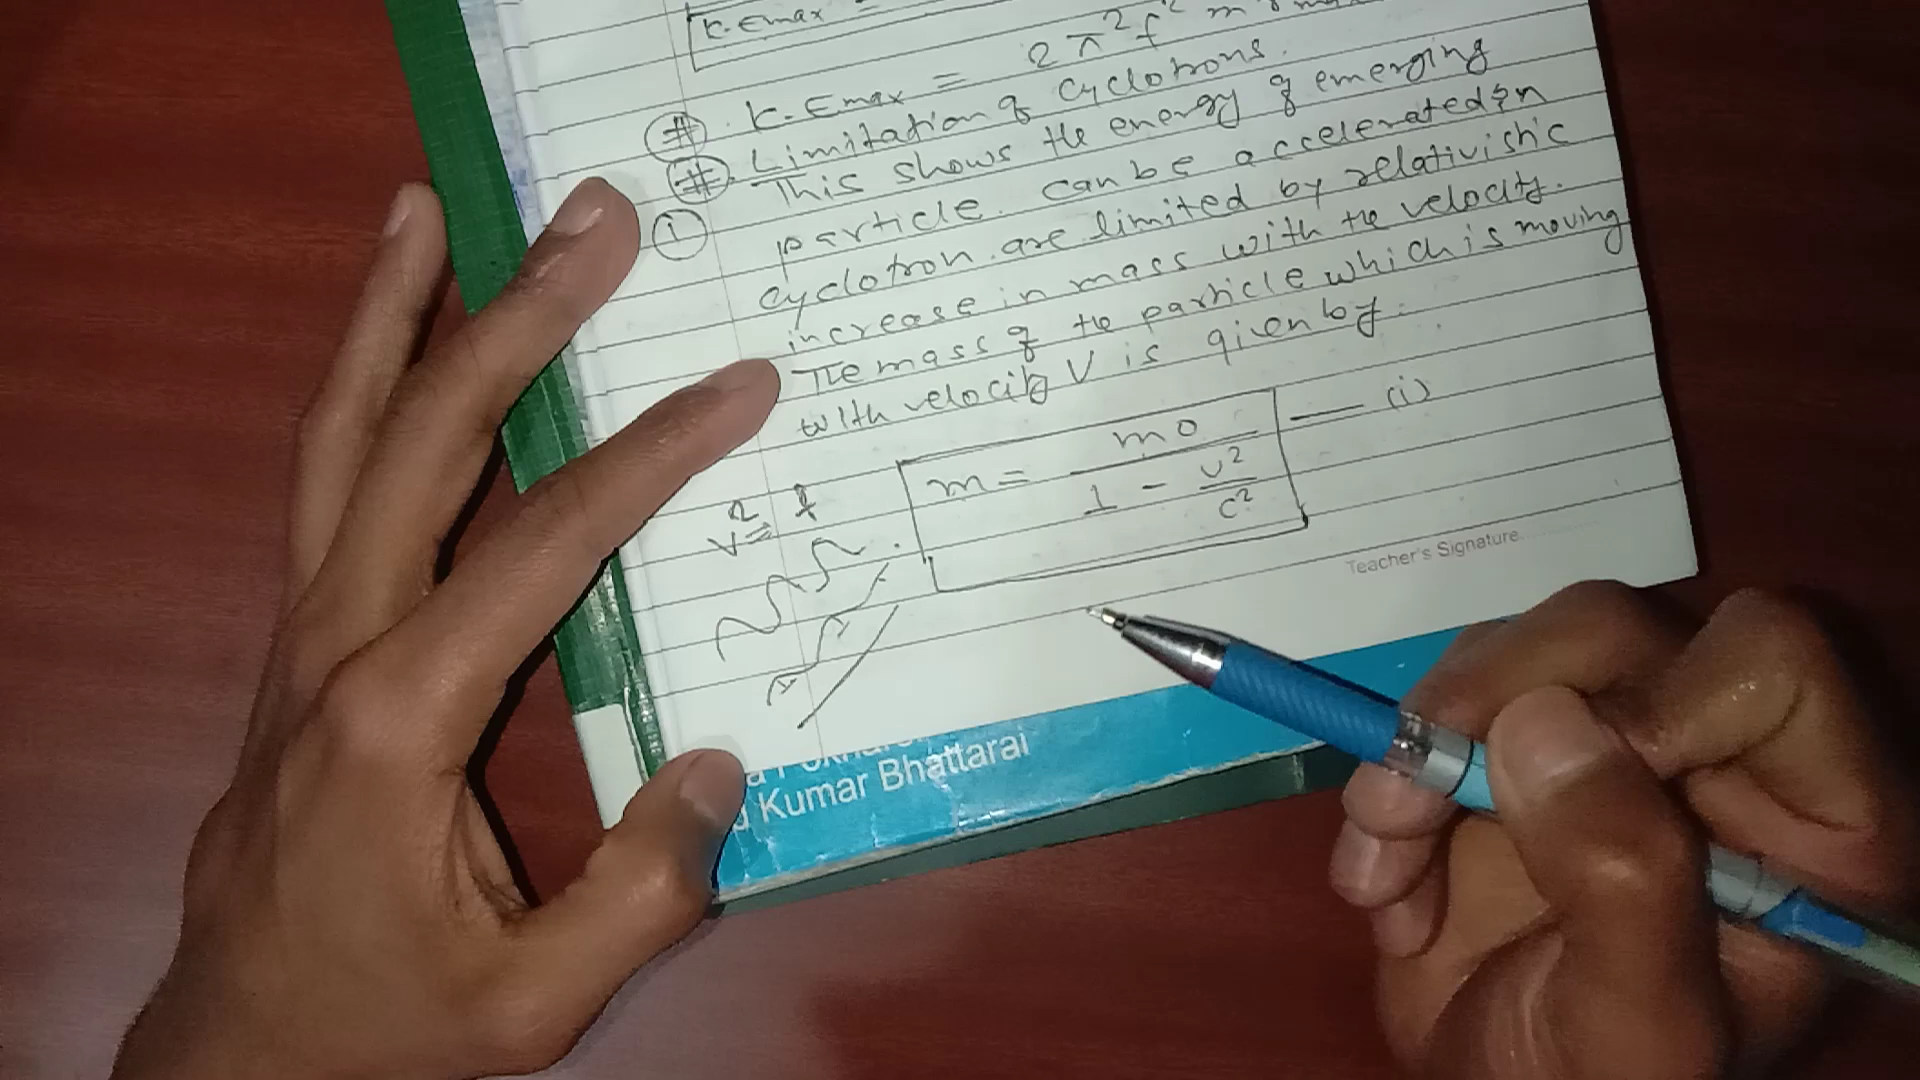 K.Emax =
# K.Emax = 2π²f² m
# Limitation of cyclotrons.
① This shows the energy of emerging
particle. can be accelerated in
cyclotron. are limited by relativistic
increase in mass with the velocity.
The mass of the particle which is moving
with velocity V is given by.
m = mo / 1 - v²/c² — (i)
Teacher's Signature
Kumar Bhattarai